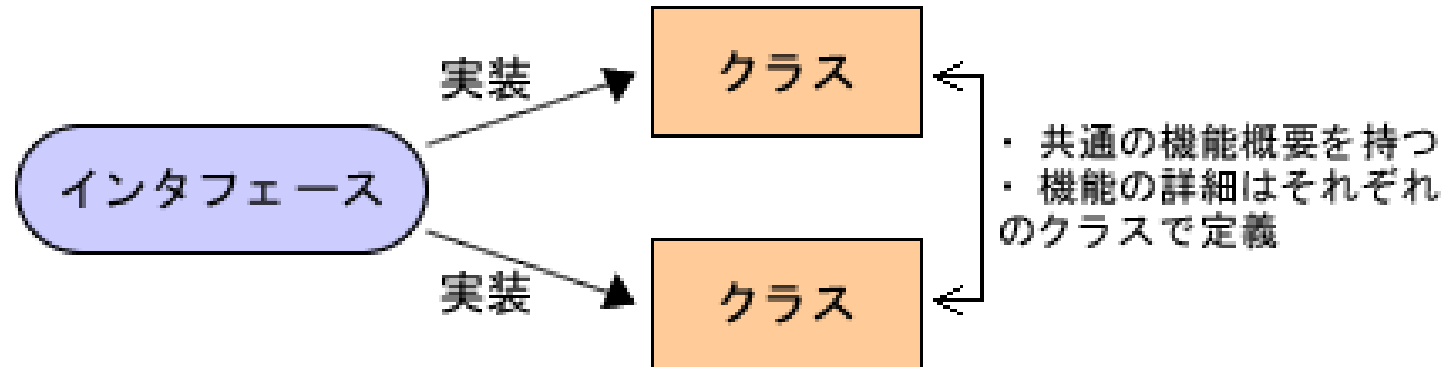 実装
クラス
インタフェース
・ 共通の機能概要を持つ
・ 機能の詳細はそれぞれ
のクラスで定義
実装
クラス